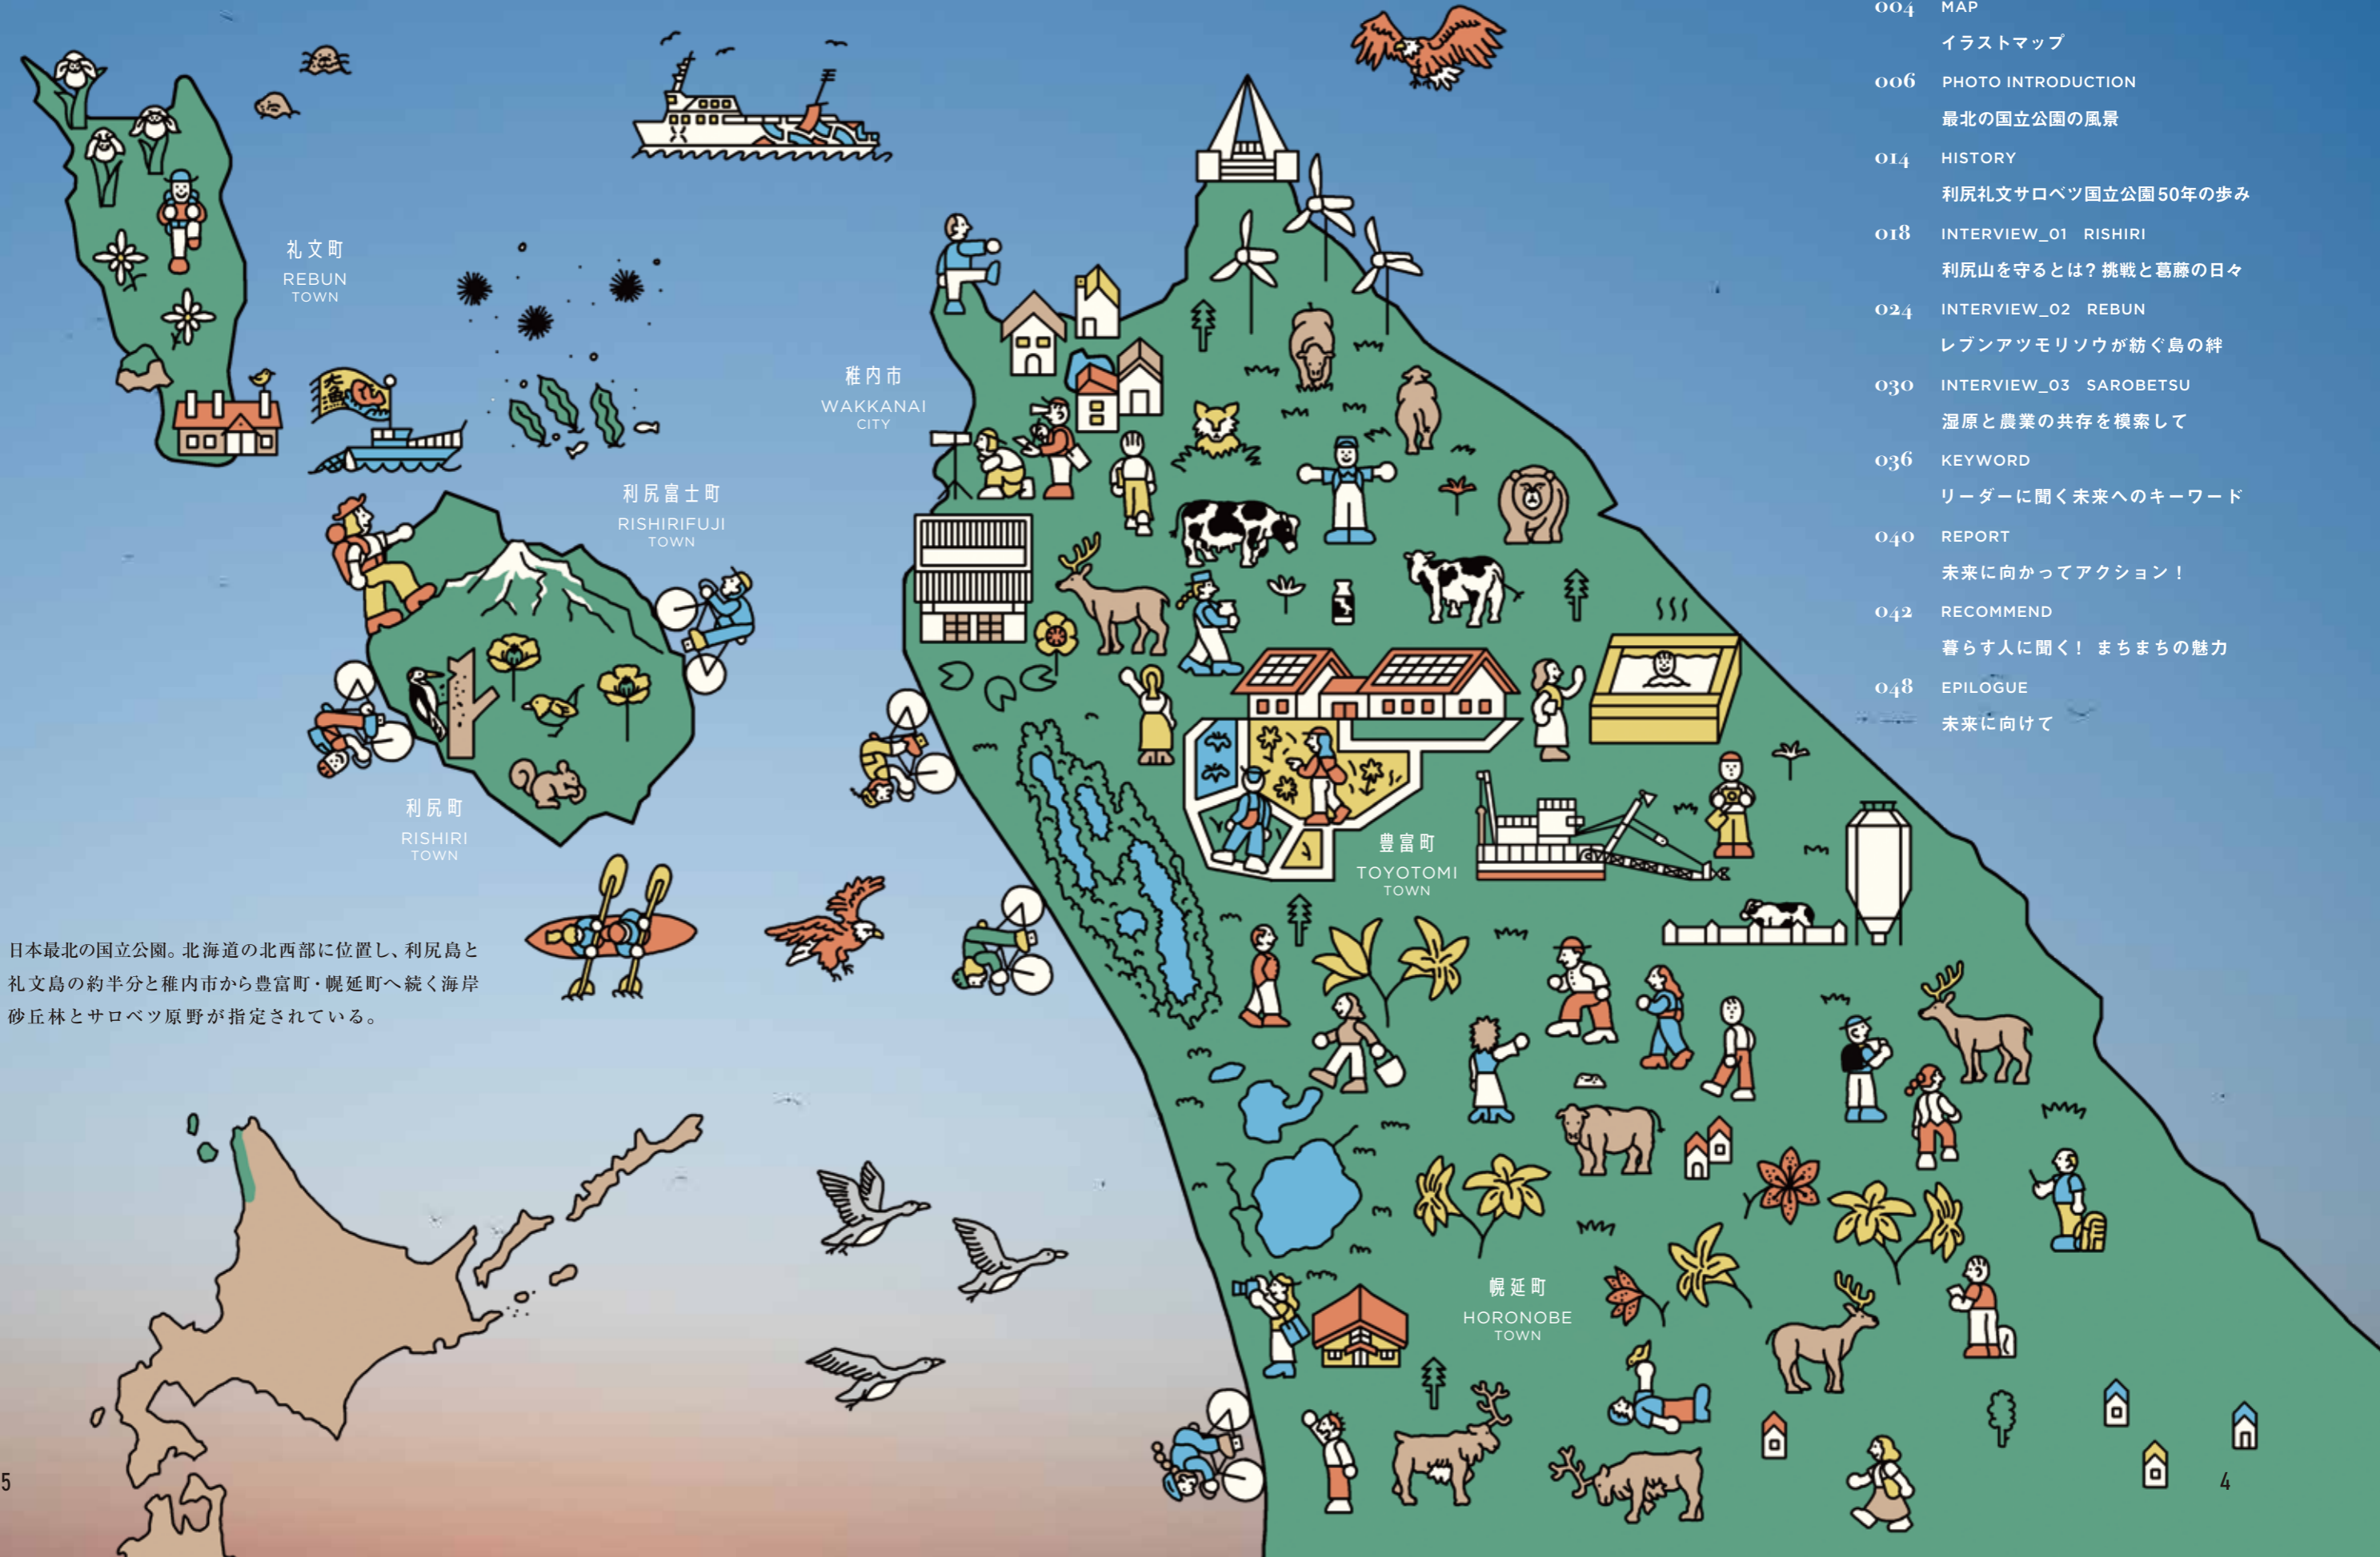 004 MAP
イラストマップ
006 PHOTO INTRODUCTION
最北の国立公園の風景
014 HISTORY
利尻礼文サロベツ国立公園50年の歩み
018 INTERVIEW_01 RISHIRI
利尻山を守るとは? 挑戦と葛藤の日々
024 INTERVIEW_02 REBUN
レブンアツモリソウが紡ぐ島の絆
030 INTERVIEW_03 SAROBETSU
湿原と農業の共存を模索して
036 KEYWORD
リーダーに聞く未来へのキーワード
040 REPORT
未来に向かってアクション!
042 RECOMMEND
暮らす人に聞く! まちまちの魅力
048 EPILOGUE
未来に向けて
礼文町
REBUN
TOWN
大漁
稚内市
WAKKANAI
CITY
利尻富士町
RISHIRIFUJI
TOWN
利尻町
RISHIRI
TOWN
豊富町
TOYOTOMI
TOWN
幌延町
HORONOBE
TOWN
日本最北の国立公園。北海道の北西部に位置し、利尻島と
礼文島の約半分と稚内市から豊富町・幌延町へ続く海岸
砂丘林とサロベツ原野が指定されている。
5
4